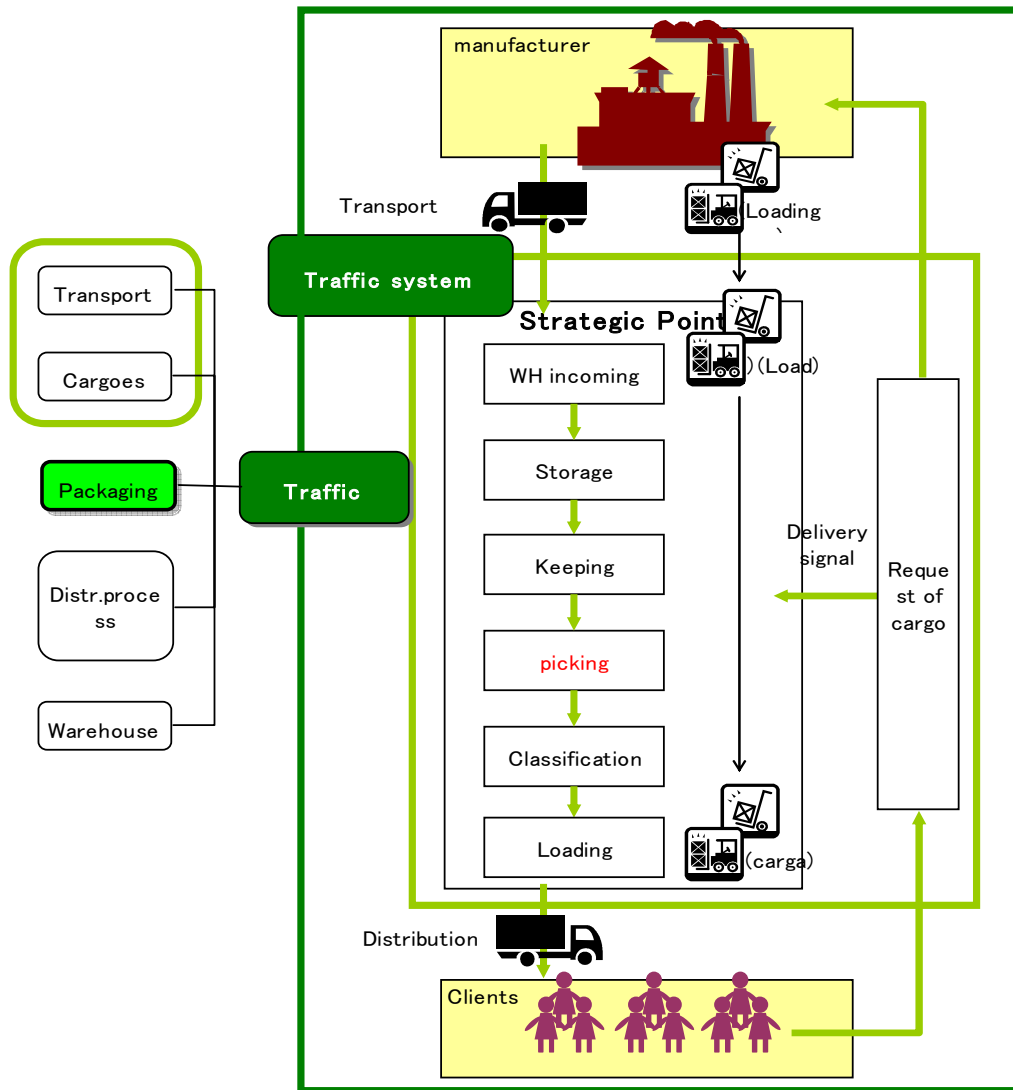 manufacturer
Transport
(Loading
`
Traffic system
Transport
Strategic Point
Cargoes
WH incoming
) (Load)
Storage
Packaging
Traffic
Delivery
signal
Keeping
Reque
st of
cargo
Distr.proce
ss
picking
Warehouse
Classification
Loading
(carga)
Distribution
Clients